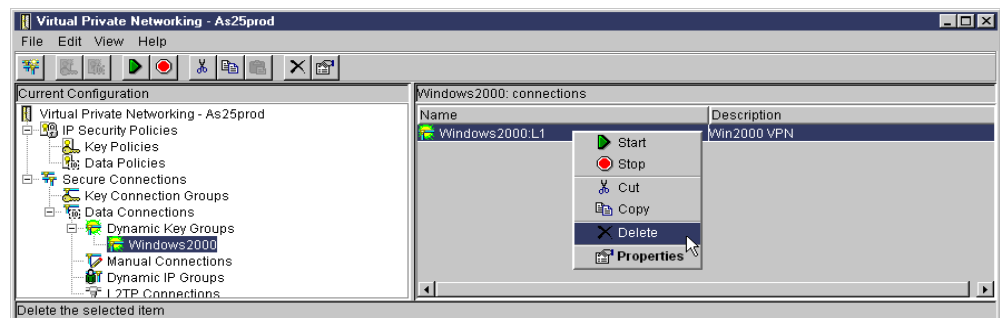 Virtual Private Networking - As25prod
File Edit View Help
Current Configuration
Virtual Private Networking - As25prod
IP Security Policies
Key Policies
Data Policies
Secure Connections
Key Connection Groups
Data Connections
Dynamic Key Groups
Windows2000
Manual Connections
Dynamic IP Groups
L2TP Connections
Windows2000: connections
Name Description
Windows2000:L1 Win2000 VPN
Start
Stop
Cut
Copy
Delete
Properties
Delete the selected item